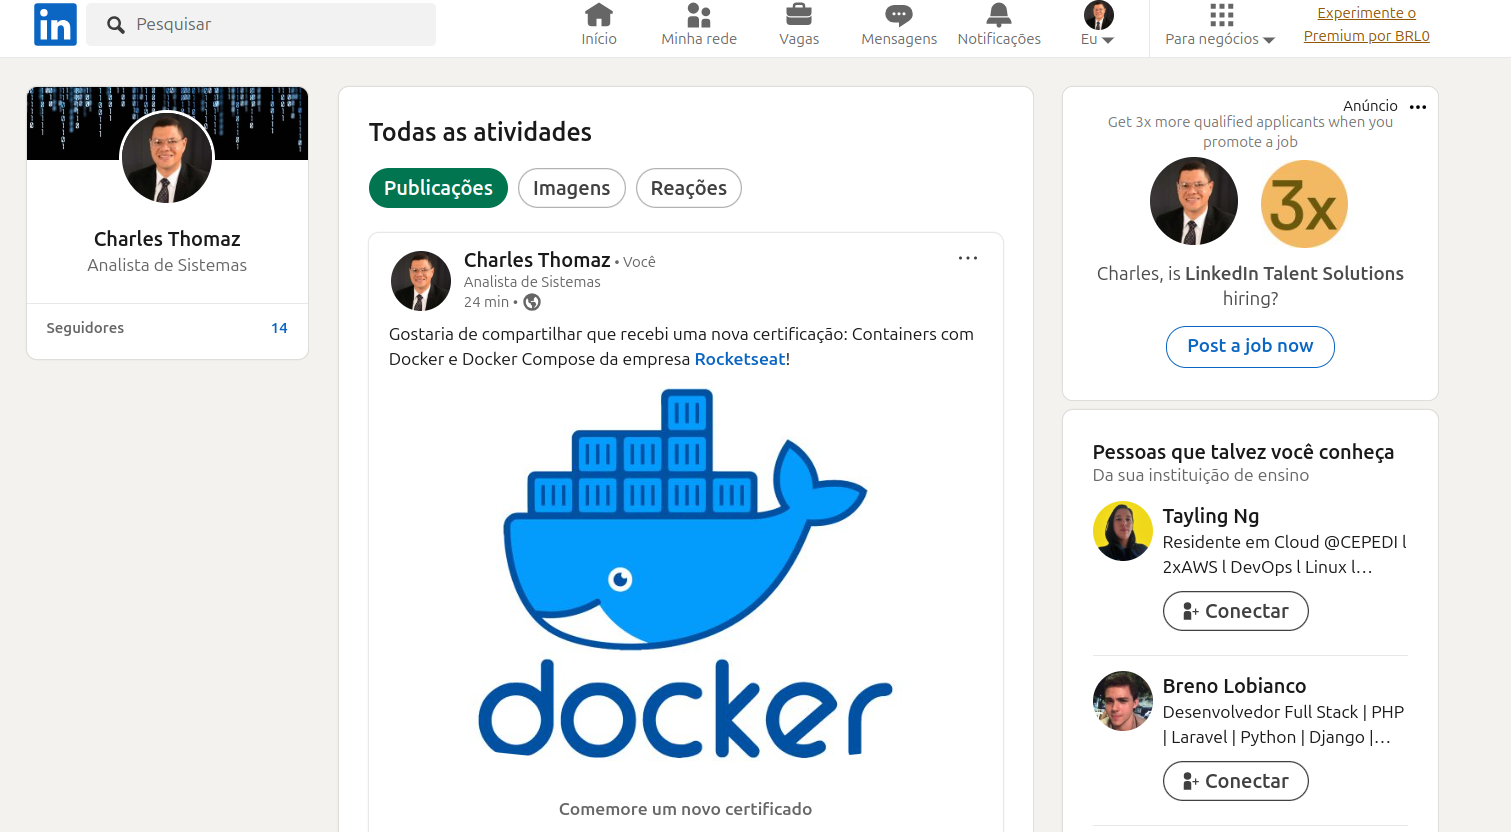 in
Pesquisar
Início
Minha rede
Vagas
Mensagens
Notificações
Eu
Para negócios
Experimente o
Premium por BRL0
Charles Thomaz
Analista de Sistemas
Seguidores 14
Todas as atividades
Publicações
Imagens
Reações
Charles Thomaz • Você
Analista de Sistemas
24 min •
Gostaria de compartilhar que recebi uma nova certificação: Containers com
Docker e Docker Compose da empresa Rocketseat!
docker
Comemore um novo certificado
Anúncio
Get 3x more qualified applicants when you
promote a job
3x
Charles, is LinkedIn Talent Solutions
hiring?
Post a job now
Pessoas que talvez você conheça
Da sua instituição de ensino
Tayling Ng
Residente em Cloud @CEPEDI l
2xAWS l DevOps l Linux l…
Conectar
Breno Lobianco
Desenvolvedor Full Stack | PHP
| Laravel | Python | Django |…
Conectar